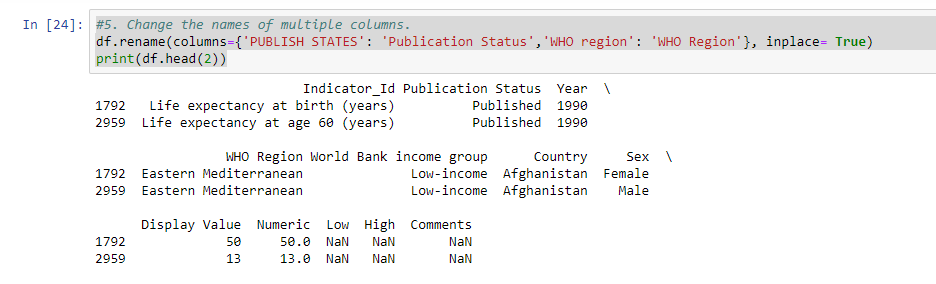 In [24]: #5. Change the names of multiple columns.
df.rename(columns={'PUBLISH STATES': 'Publication Status','WHO region': 'WHO Region'}, inplace= True)
print(df.head(2))
Indicator_Id Publication Status  Year  \
1792   Life expectancy at birth (years)          Published  1990
2959  Life expectancy at age 60 (years)          Published  1990
WHO Region World Bank income group      Country     Sex  \
1792  Eastern Mediterranean              Low-income  Afghanistan  Female
2959  Eastern Mediterranean              Low-income  Afghanistan    Male
Display Value  Numeric  Low  High  Comments
1792             50     50.0  NaN   NaN       NaN
2959             13     13.0  NaN   NaN       NaN